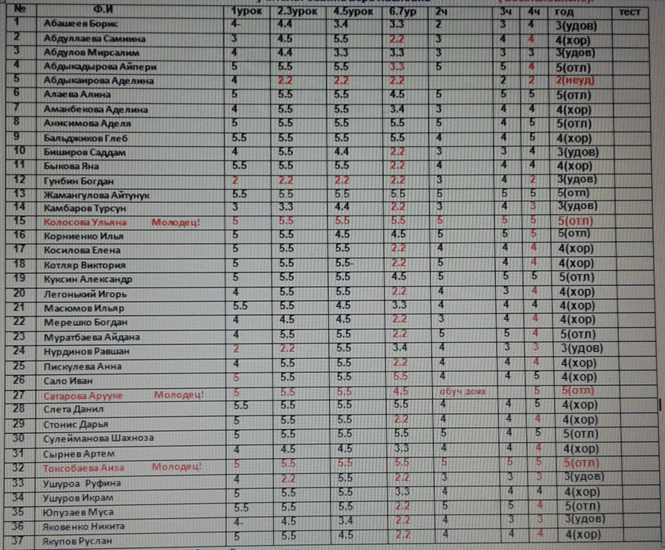 № Ф.И 1урок 2.3урок 4.5урок 6.7ур 2ч 3ч 4ч год тест
1 Абашеев Борис 4- 4.4 3.4 3.3 2 3 4 3(удов)
2 Абдуллаева Самиина 3 4.5 5.5 2.2 3 4 4 4(хор)
3 Абдулов Мирсалим 4 4.4 3.3 3.3 3 3 3 3(удов)
4 Абдыкадырова Айпери 5 5.5 5.5 3.3 5 5 4 5(отл)
5 Абдыкаирова Аделина 4 2.2 2.2 2.2 2 2 2(неуд)
6 Алаева Алина 5 5.5 5.5 4.5 5 5 5 5(отл)
7 Аманбекова Аделина 4 5.5 5.5 3.4 3 4 4 4(хор)
8 Анисимова Аделя 5 5.5 5.5 5.5 5 5 5 5(отл)
9 Бальджиков Глеб 5.5 5.5 5.5 5.5 4 4 5 4(хор)
10 Биширов Саддам 4 5.5 4.4 2.2 3 3 4 3(удов)
11 Быкова Яна 5.5 5.5 5.5 2.2 4 4 4 4(хор)
12 Гунбин Богдан 2 2.2 2.2 2.2 3 4 2 3(удов)
13 Жамангулова Айтунук 5.5 5.5 5.5 5.5 5 5 5 5(отл)
14 Камбаров Турсун 3 3.3 4.4 2.2 3 4 3 3(удов)
15 Колосова Ульяна Молодец! 5 5.5 5.5 5.5 5 5 5 5(отл)
16 Корниенко Илья 5 5.5 4.5 4.5 5 5 5 5(отл)
17 Косилова Елена 5 5.5 5.5 2.2 5 4 4 4(хор)
18 Котляр Виктория 5 5.5 5.5- 2.2 5 4 4 4(хор)
19 Куксин Александр 5 5.5 5.5 4.5 5 5 5 5(отл)
20 Легонький Игорь 4 5.5 5.5 2.2 4 3 4 4(хор)
21 Масюмов Ильяр 5.5 5.5 4.5 3.3 4 4 4 4(хор)
22 Мерешко Богдан 4 4.5 4.5 2.2 3 4 4 4(хор)
23 Муратбаева Айдана 4 5.5 5.5 2.2 5 5 4 5(отл)
24 Нурдинов Равшан 2 2.2 5.5 3.4 4 3 3 3(удов)
25 Пискулева Анна 4 5.5 5.5 2.2 4 4 4 4(хор)
26 Сало Иван 5 5.5 5.5 5.5 4 4 5 4(хор)
27 Сатарова Арууке Молодец! 5 5.5 5.5 4.5 обуч дома 5 5(отл)
28 Слета Данил 5.5 5.5 5.5 5.5 4 4 5 4(хор)
29 Стонис Дарья 5 5.5 5.5 2.2 4 4 4 4(хор)
30 Сулейманова Шахноза 5 5.5 5.5 5.5 5 4 5 5(отл)
31 Сырнев Артем 4 4.5 4.5 3.3 4 4 4 4(хор)
32 Токсобаева Аиза Молодец! 5 5.5 5.5 5.5 5 5 5 5(отл)
33 Ушуроа Руфина 4 2.2 5.5 2.2 3 3 3 3(удов)
34 Ушуров Икрам 5 5.5 5.5 3.3 4 4 4 4(хор)
35 Юпузаев Муса 5.5 5.5 5.5 2.2 5 5 4 5(отл)
36 Яковенко Никита 4- 4.5 3.4 2.2 4 3 3 3(удов)
37 Якупов Руслан 5 5.5 4.5 2.2 4 4 4 4(хор)